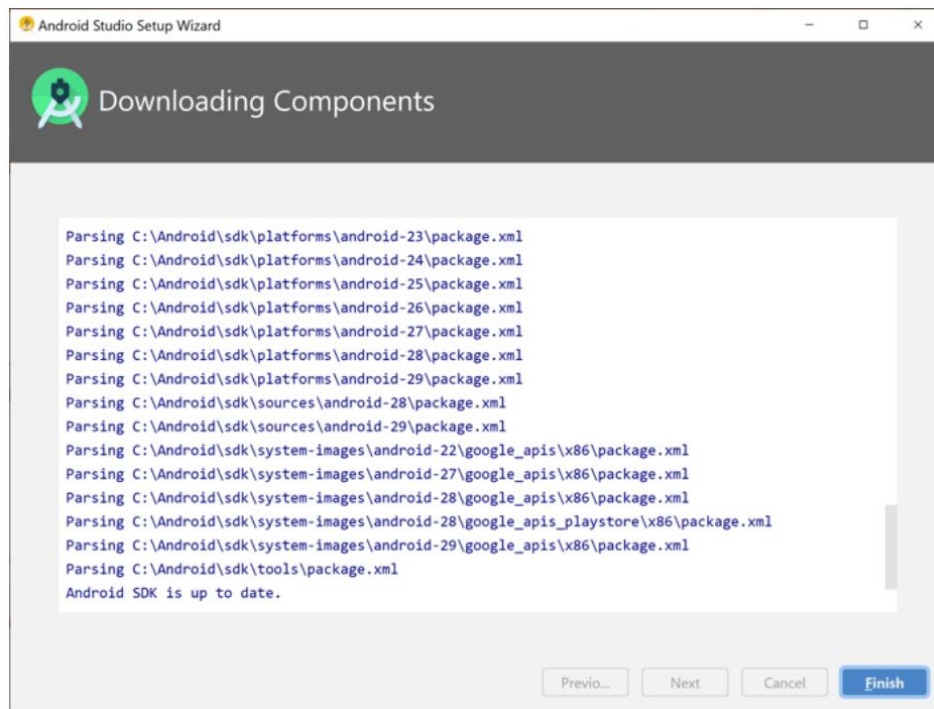 Android Studio Setup Wizard
Downloading Components
Parsing C:\Android\sdk\platforms\android-23\package.xml
Parsing C:\Android\sdk\platforms\android-24\package.xml
Parsing C:\Android\sdk\platforms\android-25\package.xml
Parsing C:\Android\sdk\platforms\android-26\package.xml
Parsing C:\Android\sdk\platforms\android-27\package.xml
Parsing C:\Android\sdk\platforms\android-28\package.xml
Parsing C:\Android\sdk\platforms\android-29\package.xml
Parsing C:\Android\sdk\sources\android-28\package.xml
Parsing C:\Android\sdk\sources\android-29\package.xml
Parsing C:\Android\sdk\system-images\android-22\google_apis\x86\package.xml
Parsing C:\Android\sdk\system-images\android-27\google_apis\x86\package.xml
Parsing C:\Android\sdk\system-images\android-28\google_apis\x86\package.xml
Parsing C:\Android\sdk\system-images\android-28\google_apis_playstore\x86\package.xml
Parsing C:\Android\sdk\system-images\android-29\google_apis\x86\package.xml
Parsing C:\Android\sdk\tools\package.xml
Android SDK is up to date.
Previo... Next Cancel Finish